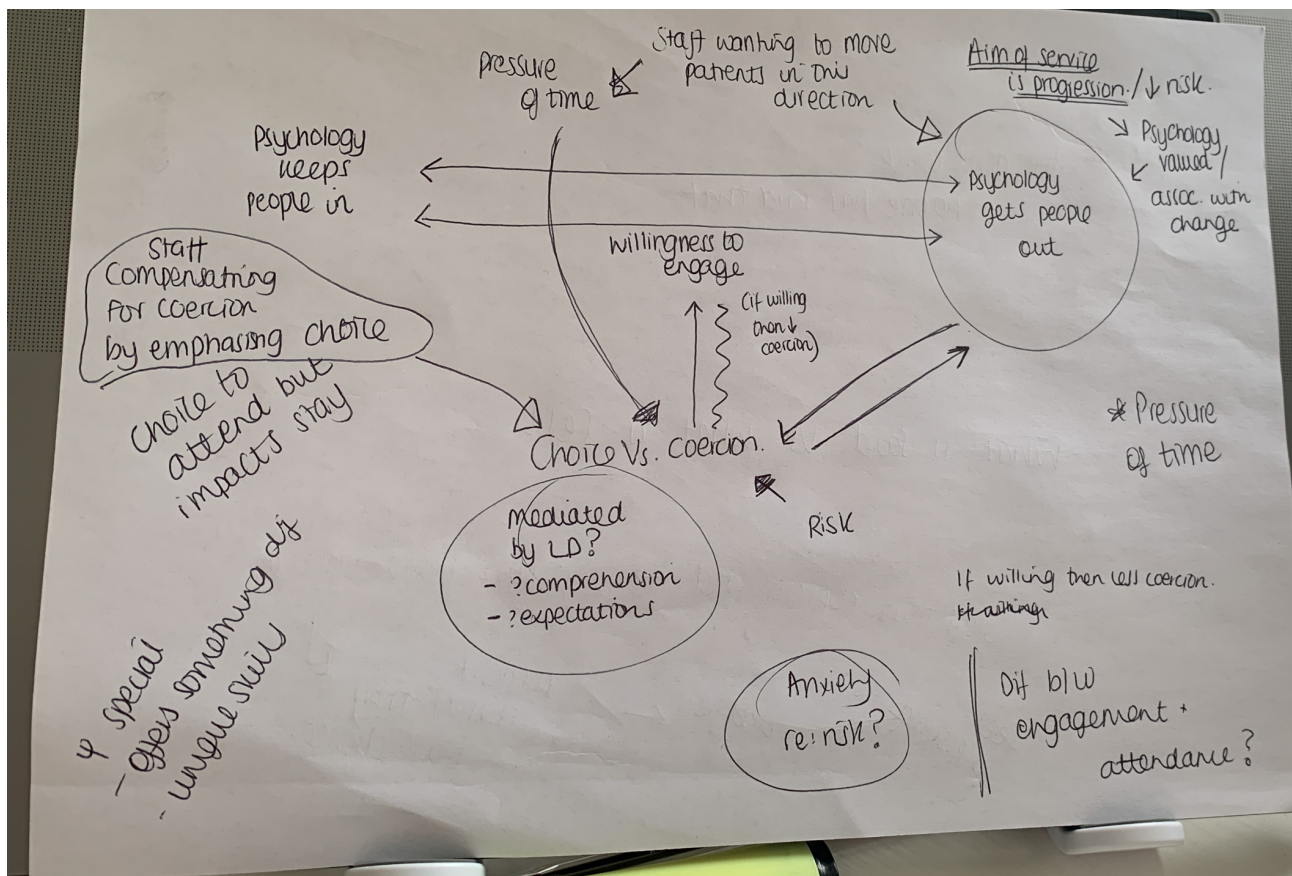 Staff wanting to move
patients in this
direction
Pressure
of time
Aim of service
is progression / ↓ risk.
Psychology
valued /
assoc. with
change
Psychology
keeps
people in
Psychology
gets people
out
willingness to
engage
(if willing
then ↓
coercion)
Staff
Compensating
For coercion
by emphasing choice
choice to
attend but
impacts stay
Choice Vs. Coercion.
* Pressure
of time
Risk
Mediated
by LD?
- ?comprehension
- ?expectations
If willing then less coercion.
Anxiety
re: risk?
Dif b/w
engagement +
attendance?
Ψ special
- offers something dif
- unique skills